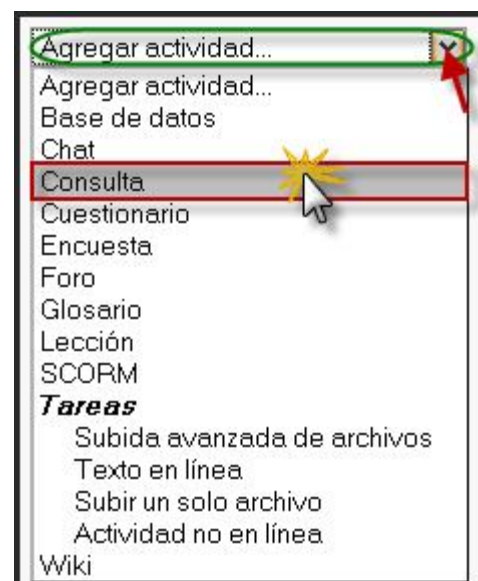 Agregar actividad...
Agregar actividad...
Base de datos
Chat
Consulta
Cuestionario
Encuesta
Foro
Glosario
Lección
SCORM
Tareas
Subida avanzada de archivos
Texto en línea
Subir un solo archivo
Actividad no en línea
Wiki